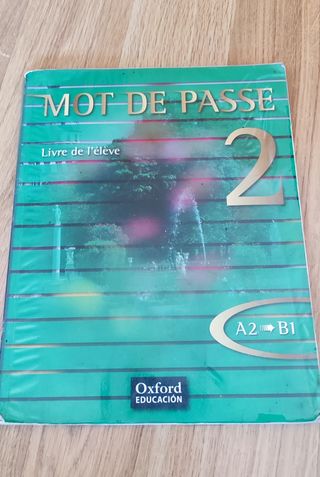 MOT DE PASSE
2
Livre de l'élève
A2 ➡ B1
Oxford
EDUCACIÓN